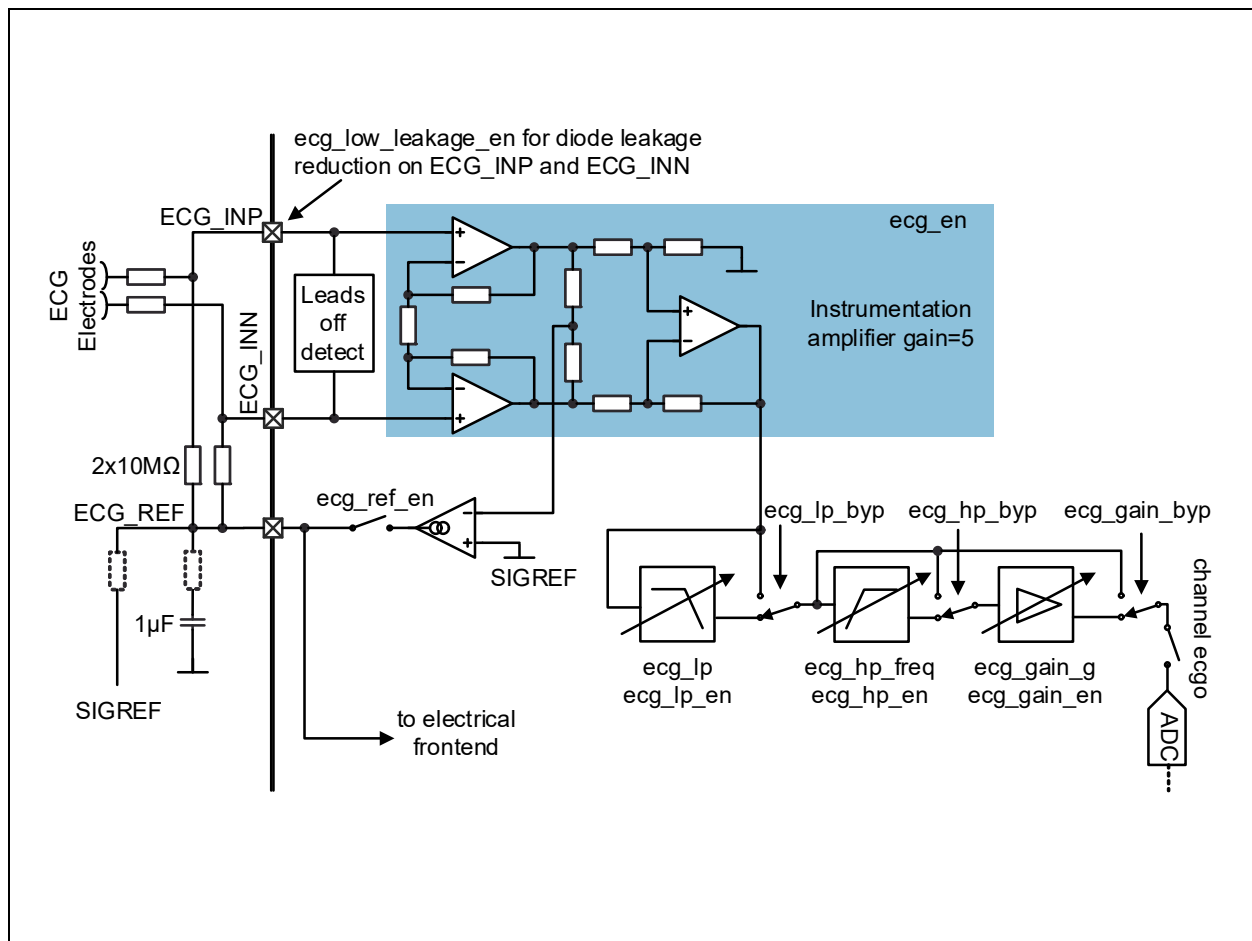 ecg_low_leakage_en for diode leakage
reduction on ECG_INP and ECG_INN
ECG_INP
ecg_en
ECG
Electrodes
Leads
off
detect
ECG_INN
Instrumentation
amplifier gain=5
2x10MΩ
ECG_REF
ecg_ref_en
SIGREF
ecg_lp_byp
ecg_hp_byp
ecg_gain_byp
1µF
SIGREF
channel ecgo
ecg_lp
ecg_lp_en
ecg_hp_freq
ecg_hp_en
ecg_gain_g
ecg_gain_en
to electrical
frontend
ADC